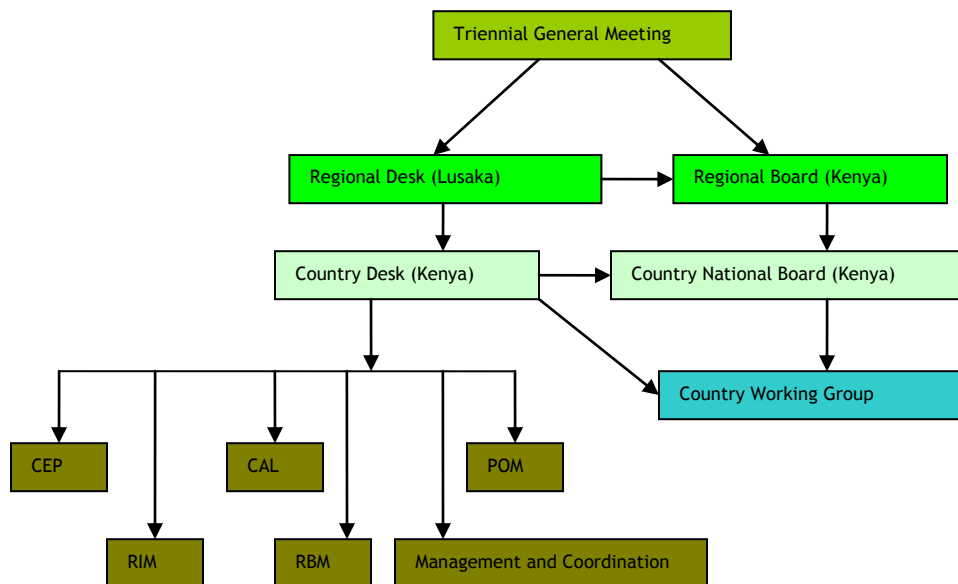 Triennial General Meeting
Regional Desk (Lusaka)
Regional Board (Kenya)
Country Desk (Kenya)
Country National Board (Kenya)
Country Working Group
CEP
CAL
POM
RIM
RBM
Management and Coordination